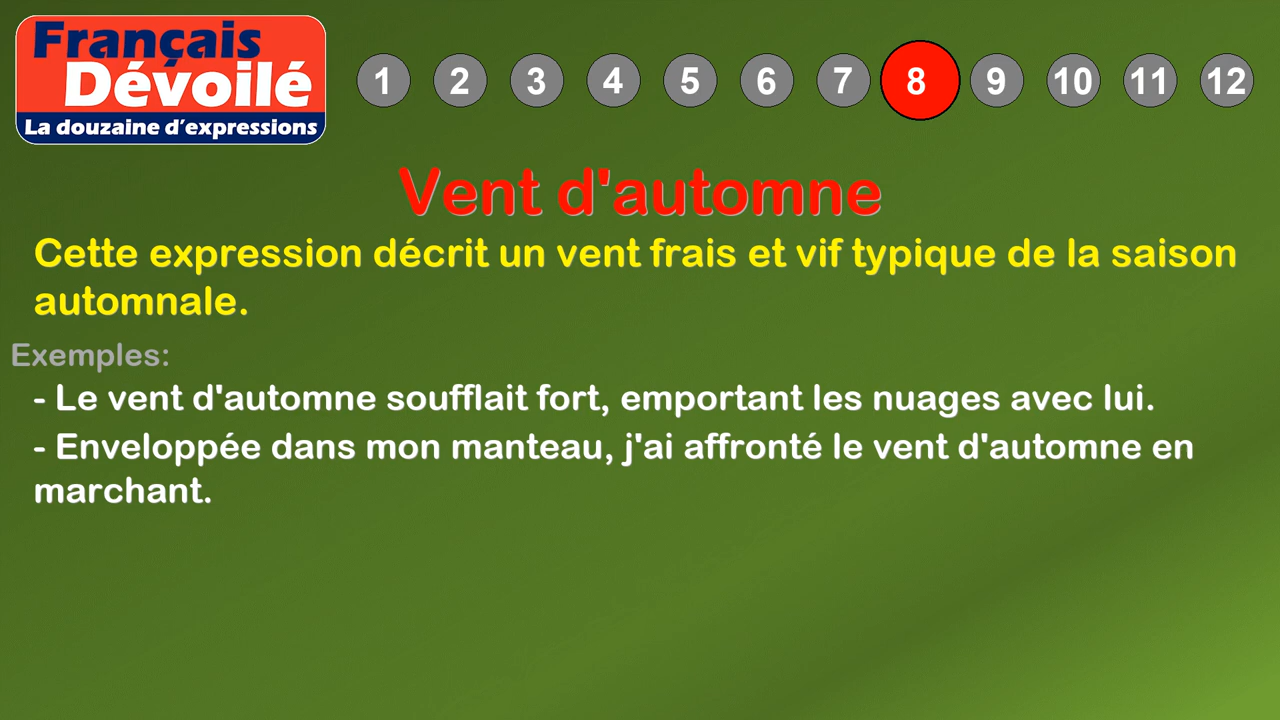 Français
Dévoilé
La douzaine d'expressions
1 2 3 4 5 6 7 8 9 10 11 12
Vent d'automne
Cette expression décrit un vent frais et vif typique de la saison
automnale.
Exemples:
- Le vent d'automne soufflait fort, emportant les nuages avec lui.
- Enveloppée dans mon manteau, j'ai affronté le vent d'automne en
marchant.